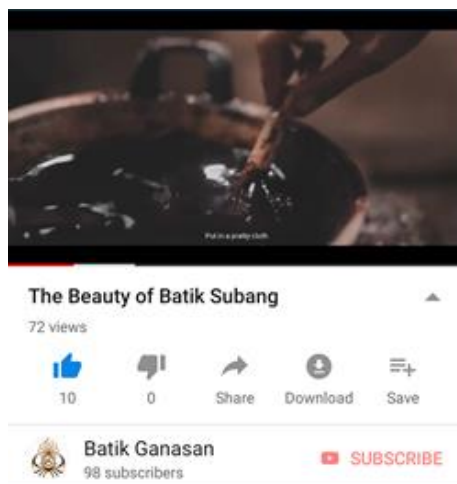 Put in a pretty cloth
The Beauty of Batik Subang
72 views
10
0
Share
Download
Save
Batik Ganasan
SUBSCRIBE
98 subscribers